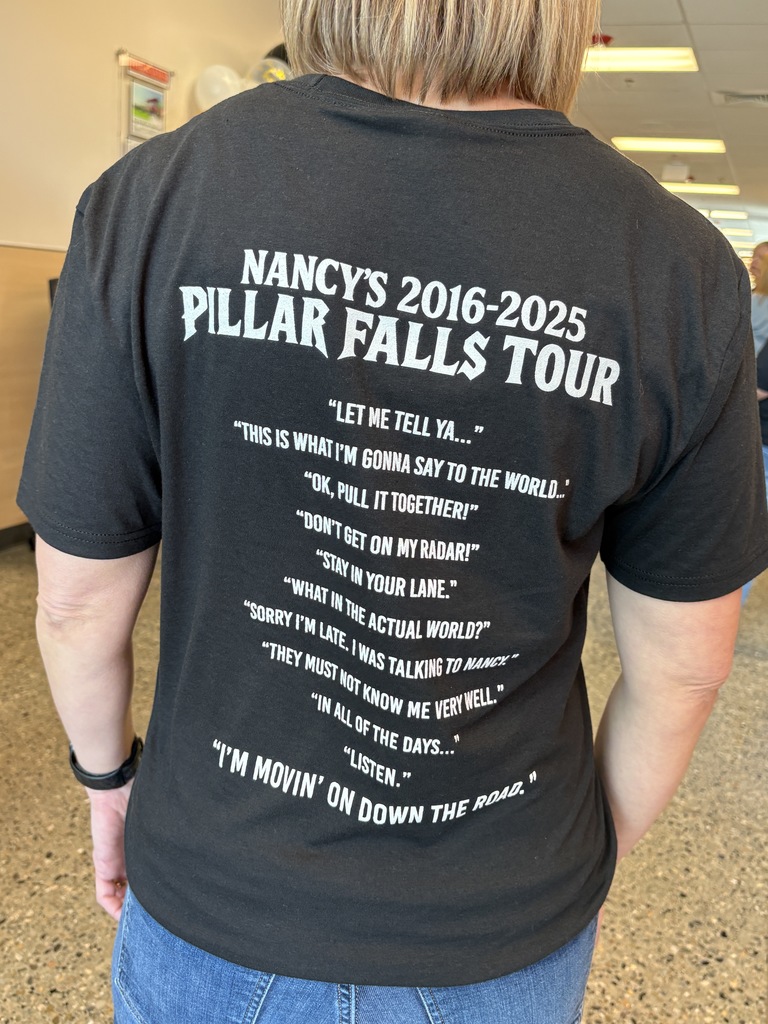 NANCY'S 2016-2025
PILLAR FALLS TOUR
"LET ME TELL YA..."
"THIS IS WHAT I'M GONNA SAY TO THE WORLD..."
"OK, PULL IT TOGETHER!"
"DON'T GET ON MY RADAR!"
"STAY IN YOUR LANE."
"WHAT IN THE ACTUAL WORLD?"
"SORRY I'M LATE. I WAS TALKING TO NANCY."
"THEY MUST NOT KNOW ME VERY WELL."
"IN ALL OF THE DAYS..."
"LISTEN."
"I'M MOVIN' ON DOWN THE ROAD."